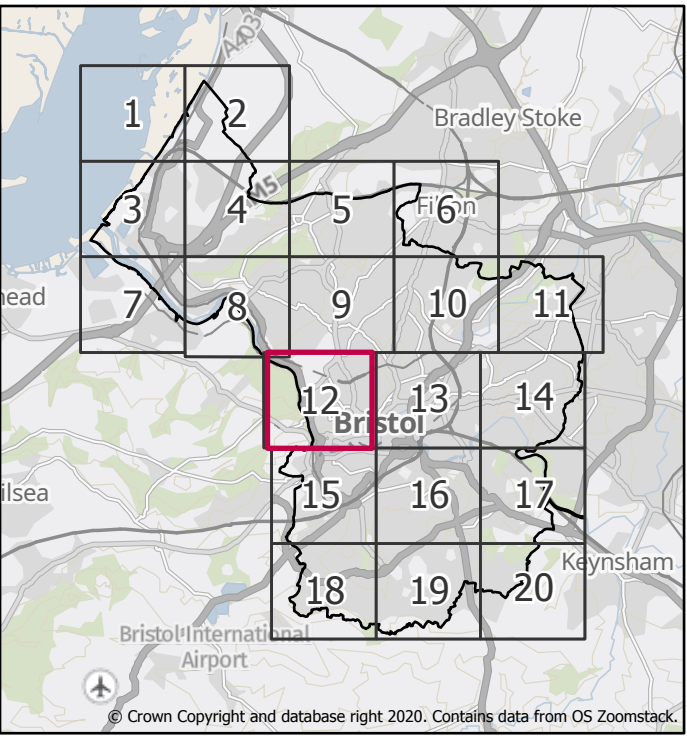 A403
1
2
Bradley Stoke
M5
3
4
5
6
Filton
7
8
9
10
11
12
13
14
Bristol
15
16
17
18
19
20
Keynsham
Bristol International
Airport
© Crown Copyright and database right 2020. Contains data from OS Zoomstack.